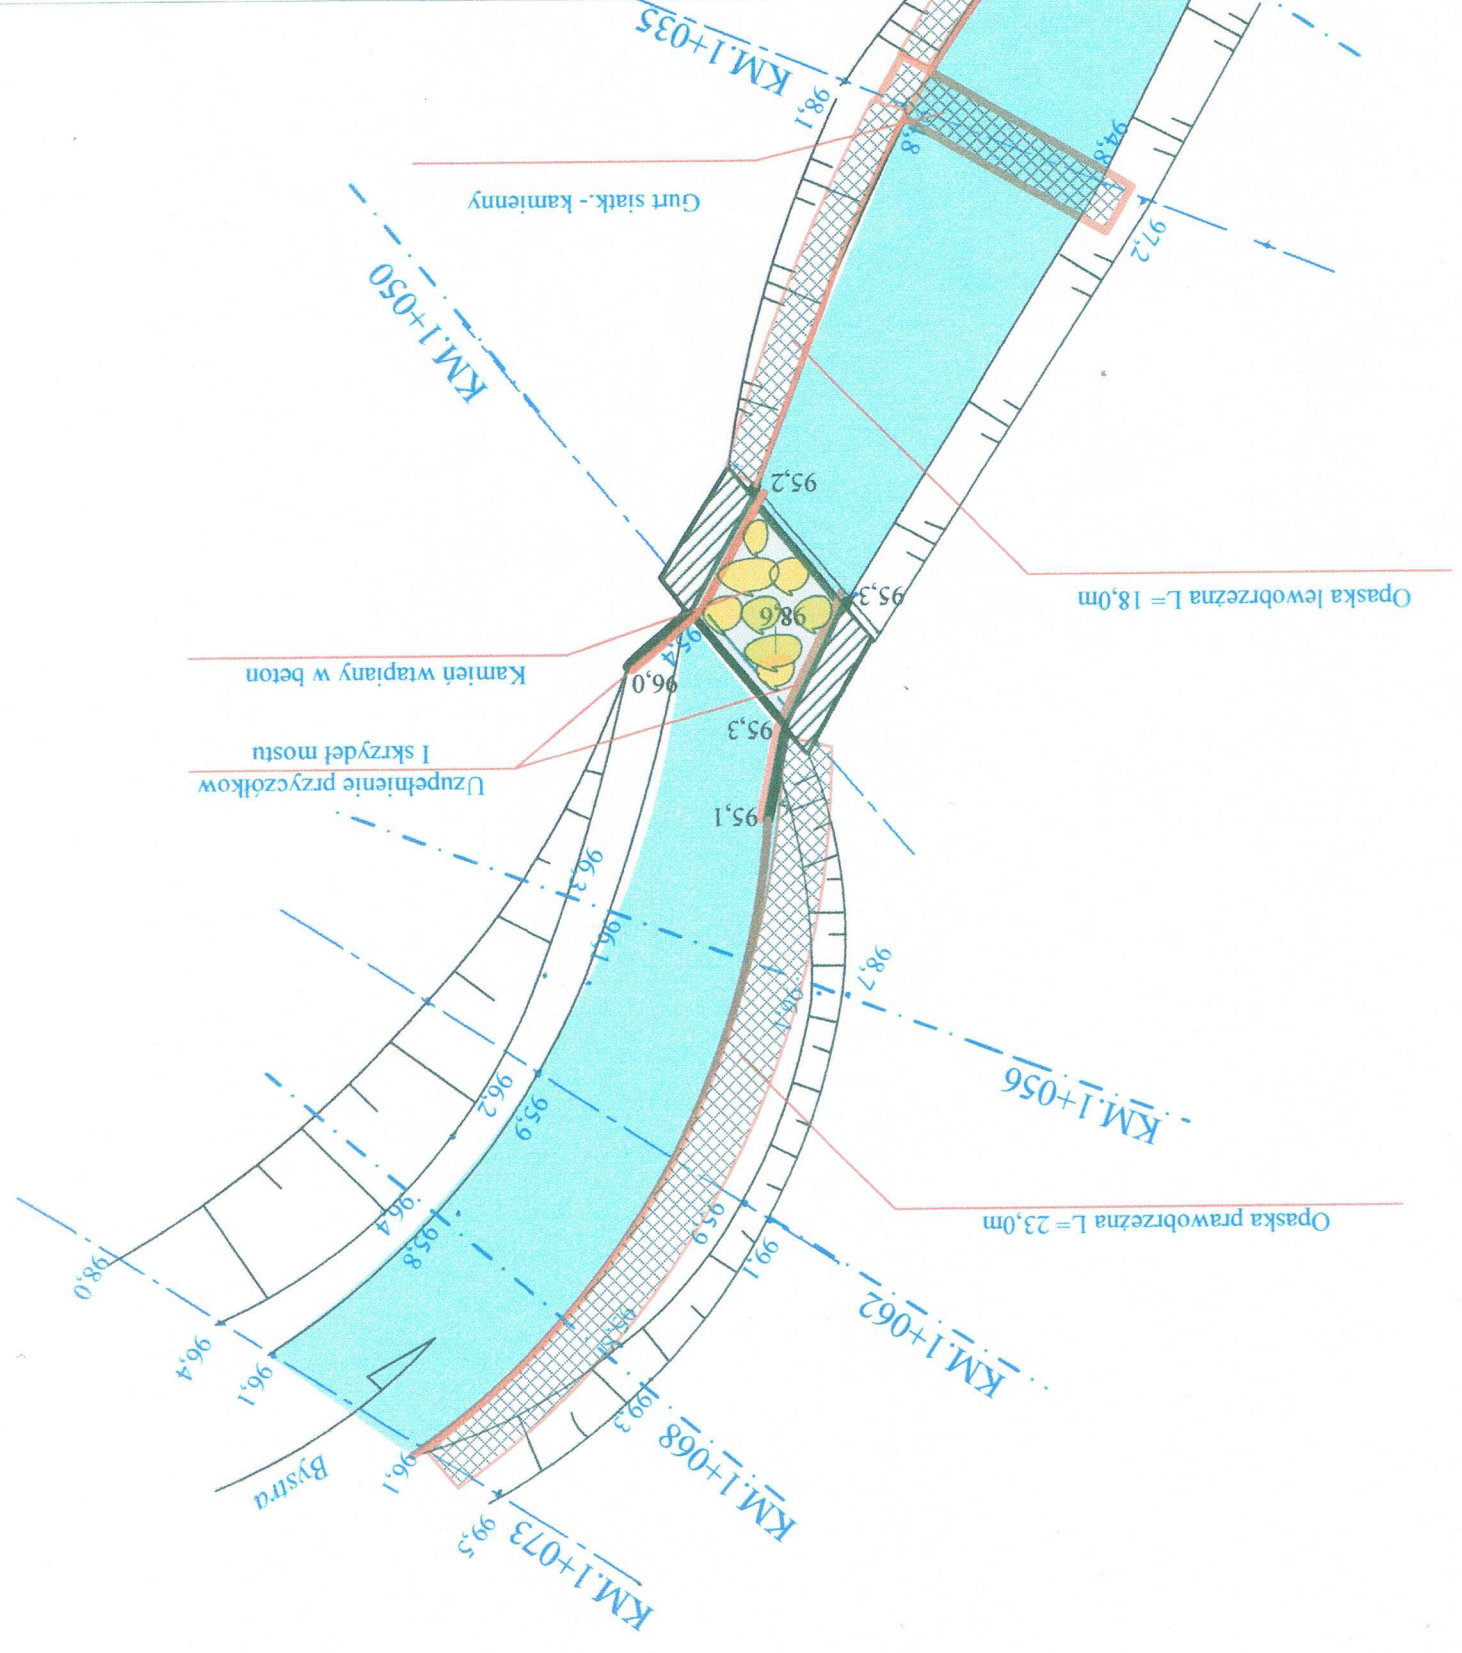 KM.1+073
99,5
Bystra
96,1
KM.1+068
99,3
96,1
96,4
98,0
95,8
96,4
KM.1+062
99,1
95,9
Opaska prawobrzeżna L= 23,0m
95,9
96,2
KM.1+056
98,7
96,1
96,3
95,1
Uzupełnienie przyczółkow
I skrzydeł mostu
95,3
96,0
95,4
Kamień wtapiany w beton
98,6
95,3
Opaska lewobrzeżna L= 18,0m
95,2
KM.1+050
97,2
Gurt siatk.- kamienny
94,8
98,1
KM.1+035